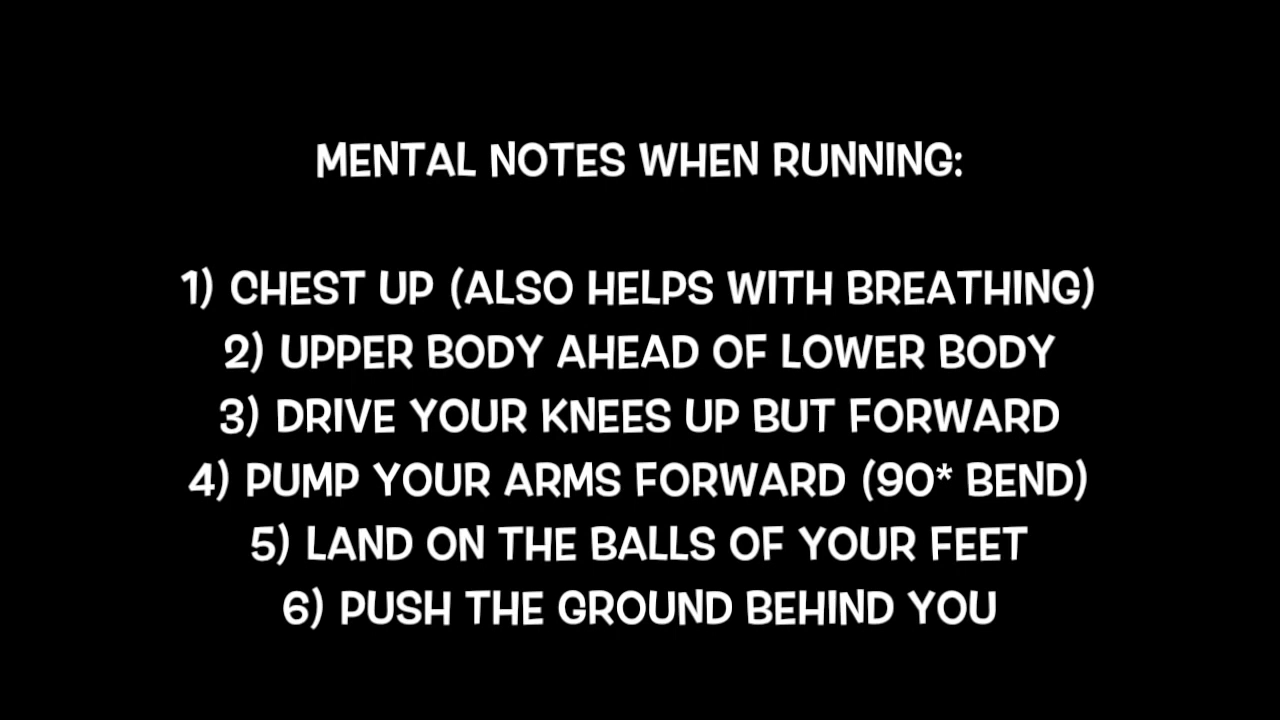 MENTAL NOTES WHEN RUNNING:
1) CHEST UP (ALSO HELPS WITH BREATHING)
2) UPPER BODY AHEAD OF LOWER BODY
3) DRIVE YOUR KNEES UP BUT FORWARD
4) PUMP YOUR ARMS FORWARD (90* BEND)
5) LAND ON THE BALLS OF YOUR FEET
6) PUSH THE GROUND BEHIND YOU